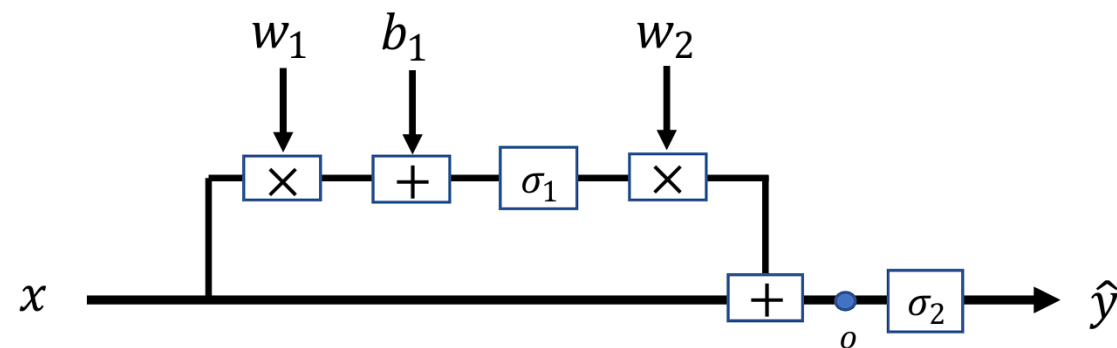 w₁ b₁ w₂
× + σ₁ ×
x + o σ₂ ŷ